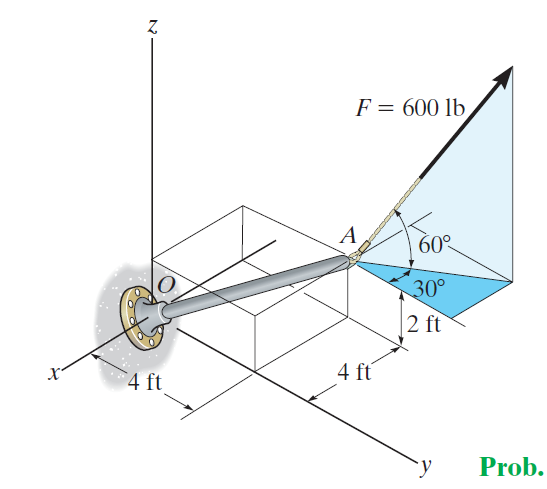 z
F = 600 lb
A
60°
O
30°
2 ft
x
4 ft
4 ft
y
Prob.